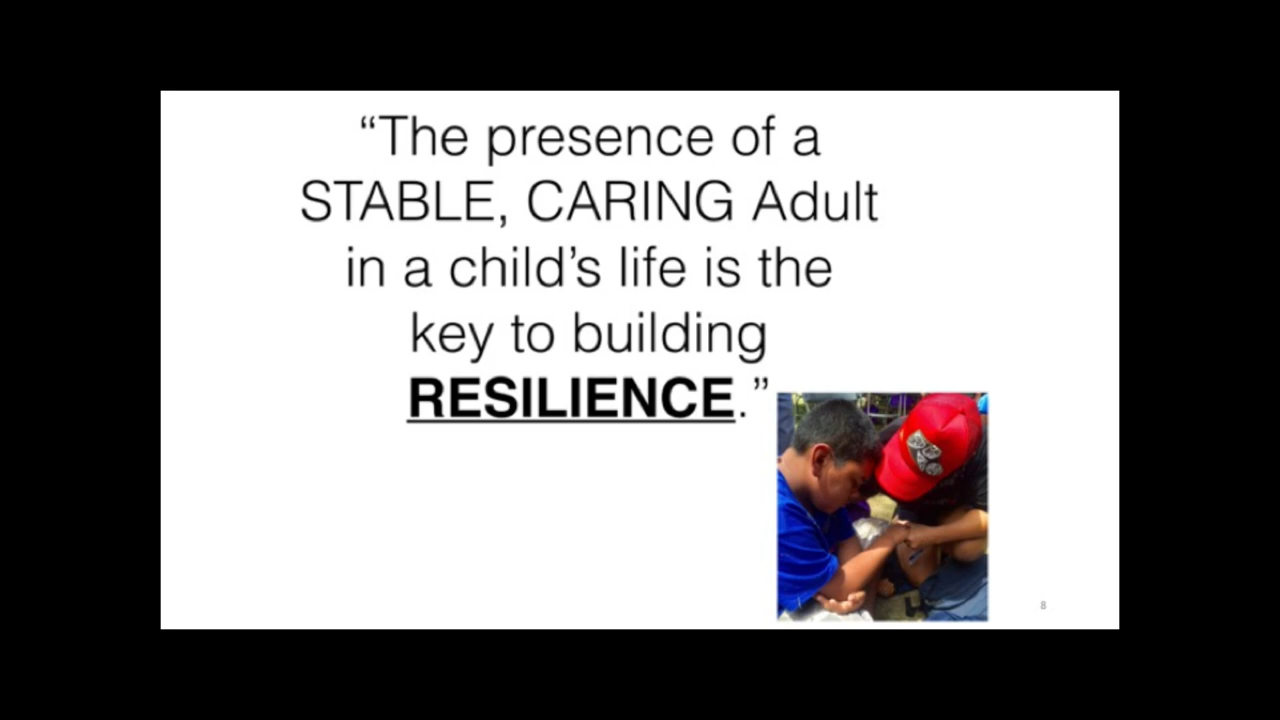 “The presence of a
STABLE, CARING Adult
in a child’s life is the
key to building
RESILIENCE.”
8